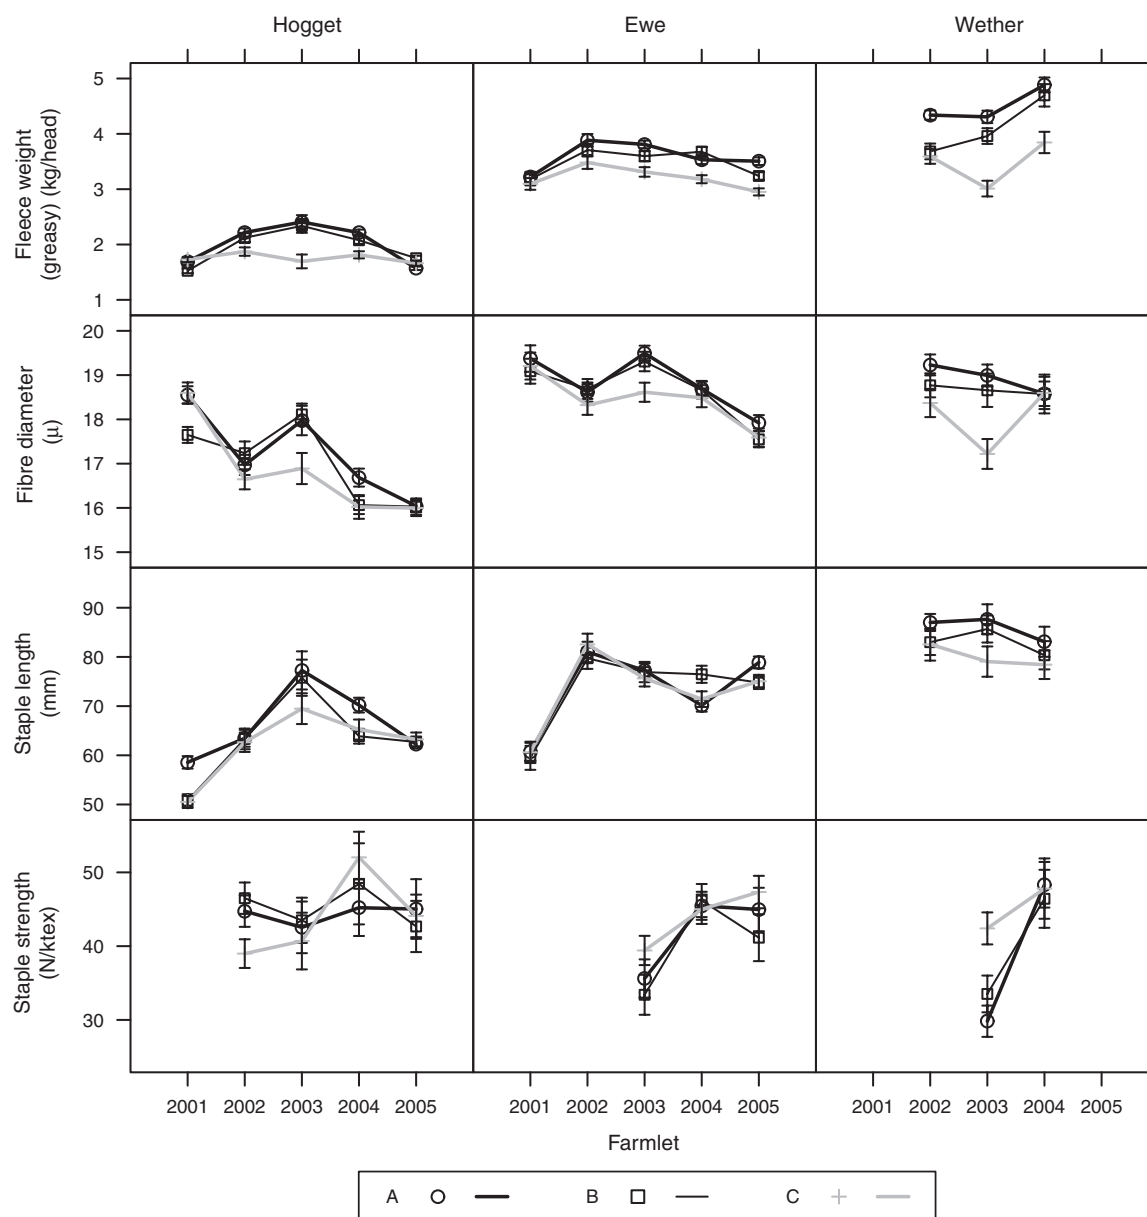 Hogget Ewe Wether
Fleece weight
(greasy) (kg/head)
5
4
3
2
1
Fibre diameter
(μ)
20
19
18
17
16
15
Staple length
(mm)
90
80
70
60
50
Staple strength
(N/ktex)
50
40
30
2001 2002 2003 2004 2005 2001 2002 2003 2004 2005 2001 2002 2003 2004 2005
Farmlet
A B C